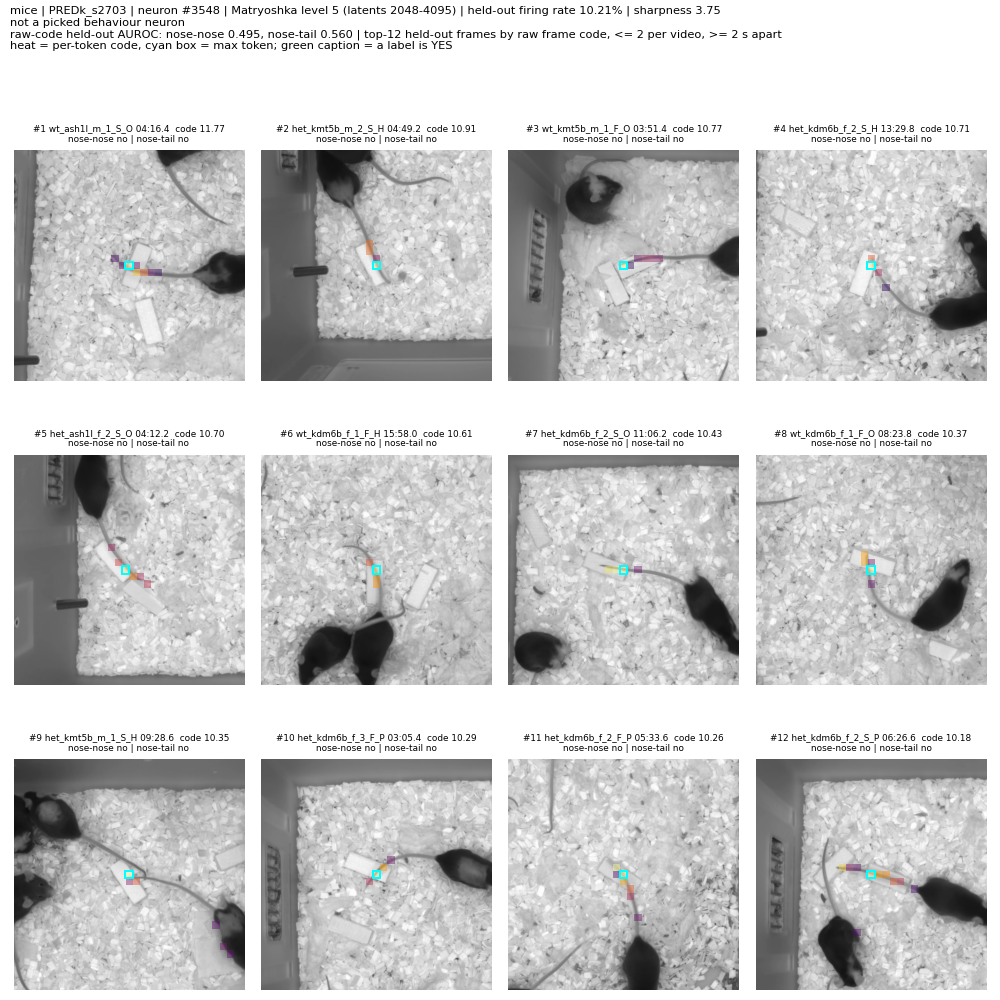 mice | PREDk_s2703 | neuron #3548 | Matryoshka level 5 (latents 2048-4095) | held-out firing rate 10.21% | sharpness 3.75
not a picked behaviour neuron
raw-code held-out AUROC: nose-nose 0.495, nose-tail 0.560 | top-12 held-out frames by raw frame code, <= 2 per video, >= 2 s apart
heat = per-token code, cyan box = max token; green caption = a label is YES
#1 wt_ash1l_m_1_S_O 04:16.4  code 11.77
nose-nose no | nose-tail no
#2 het_kmt5b_m_2_S_H 04:49.2  code 10.91
nose-nose no | nose-tail no
#3 wt_kmt5b_m_1_F_O 03:51.4  code 10.77
nose-nose no | nose-tail no
#4 het_kdm6b_f_2_S_H 13:29.8  code 10.71
nose-nose no | nose-tail no
#5 het_ash1l_f_2_S_O 04:12.2  code 10.70
nose-nose no | nose-tail no
#6 wt_kdm6b_f_1_F_H 15:58.0  code 10.61
nose-nose no | nose-tail no
#7 het_kdm6b_f_2_S_O 11:06.2  code 10.43
nose-nose no | nose-tail no
#8 wt_kdm6b_f_1_F_O 08:23.8  code 10.37
nose-nose no | nose-tail no
#9 het_kmt5b_m_1_S_H 09:28.6  code 10.35
nose-nose no | nose-tail no
#10 het_kdm6b_f_3_F_P 03:05.4  code 10.29
nose-nose no | nose-tail no
#11 het_kdm6b_f_2_F_P 05:33.6  code 10.26
nose-nose no | nose-tail no
#12 het_kdm6b_f_2_S_P 06:26.6  code 10.18
nose-nose no | nose-tail no